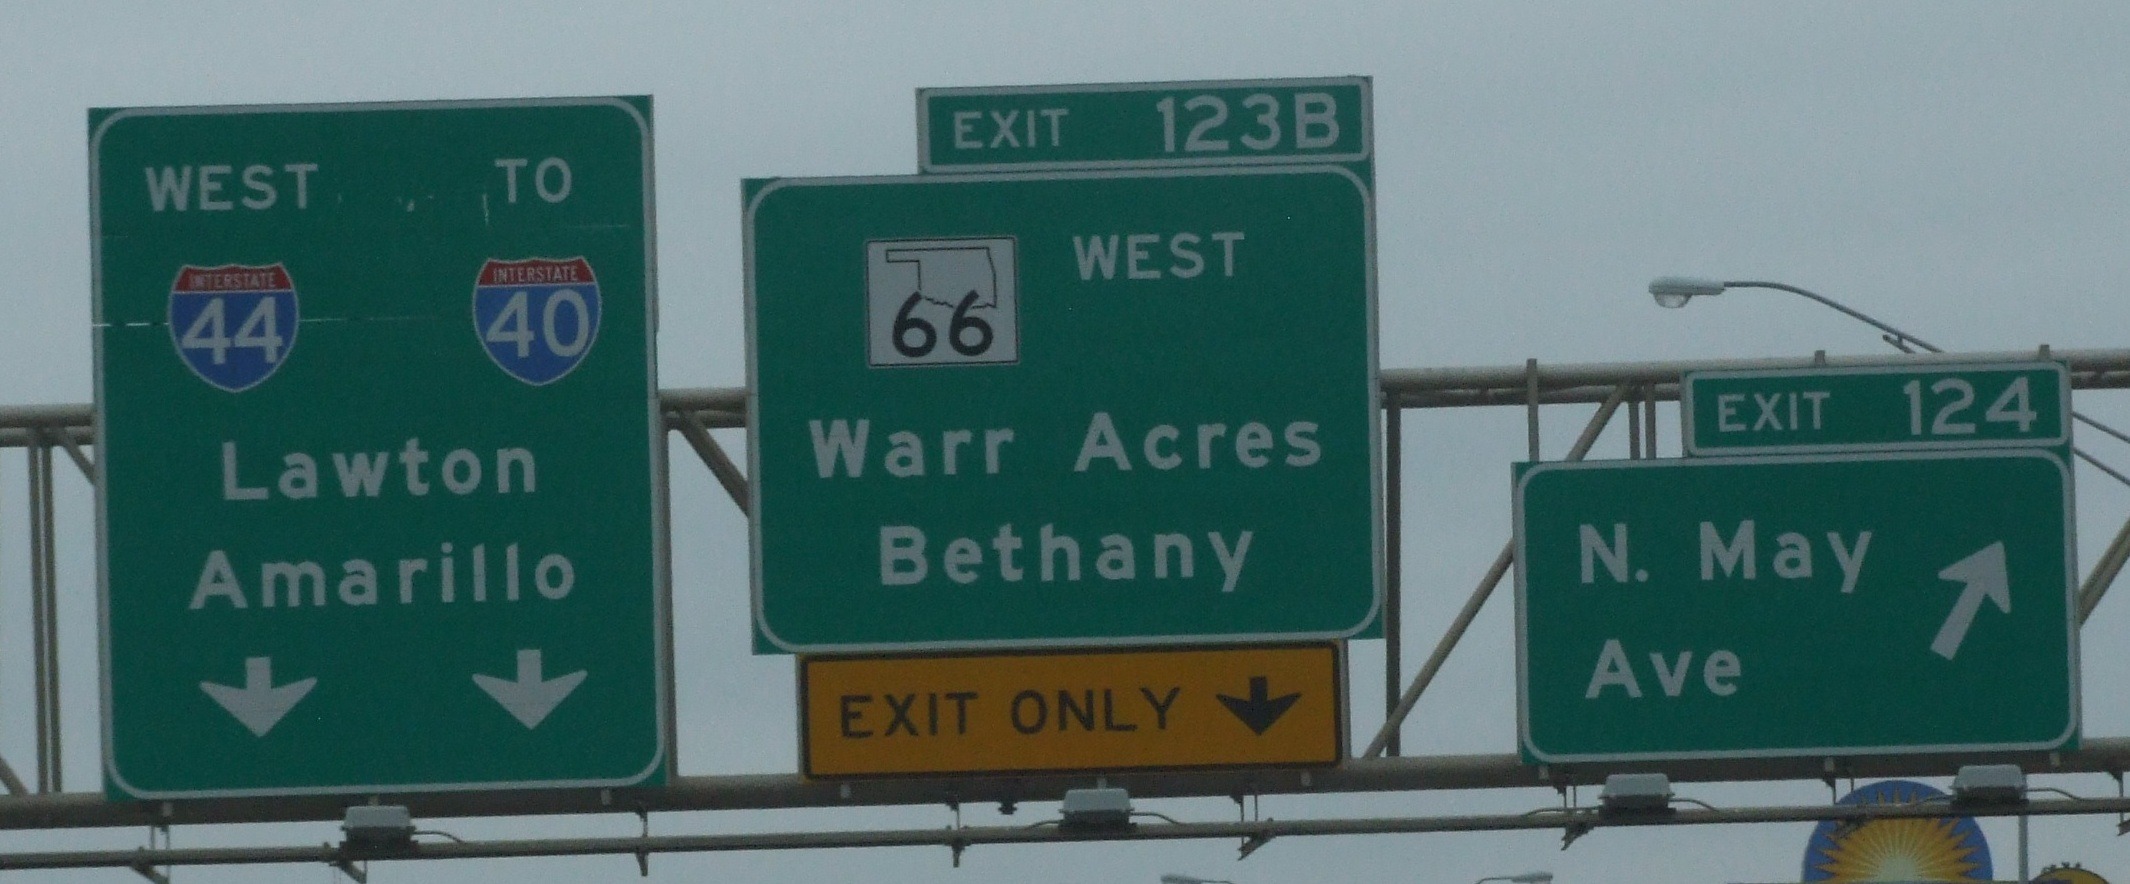 WEST TO
INTERSTATE 44 INTERSTATE 40
Lawton
Amarillo
EXIT 123B
66 WEST
Warr Acres
Bethany
EXIT ONLY
EXIT 124
N. May
Ave